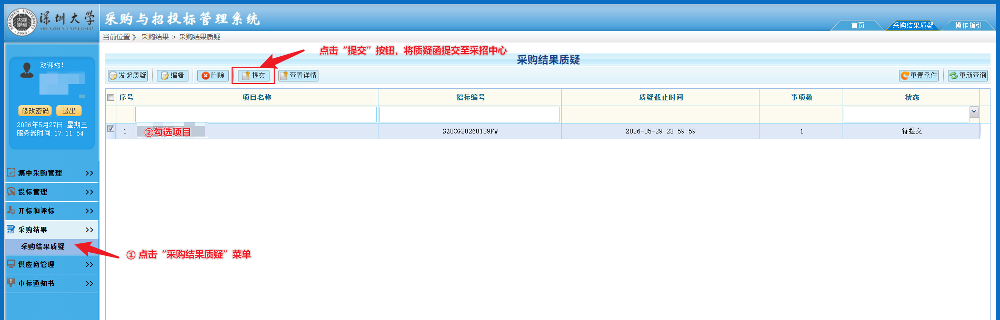 深圳大学
SHENZHEN UNIVERSITY
1983
采购与招投标管理系统
首页
采购结果质疑
操作指引
当前位置 》 采购结果 > 采购结果质疑
点击“提交”按钮，将质疑函提交至采招中心
采购结果质疑
欢迎您!
修改密码
退出
2026年5月27日 星期三
服务器时间:17:11:54
发起质疑
编辑
删除
提交
查看详情
重置条件
重新查询
序号 项目名称 招标编号 质疑截止时间 事项数 状态
1 ②勾选项目 SZUCG20260139FW 2026-05-29 23:59:59 1 待提交
集中采购管理 >>
投标管理 >>
开标和评标 >>
采购结果 >>
采购结果质疑
① 点击“采购结果质疑”菜单
供应商管理 >>
中标通知书 >>